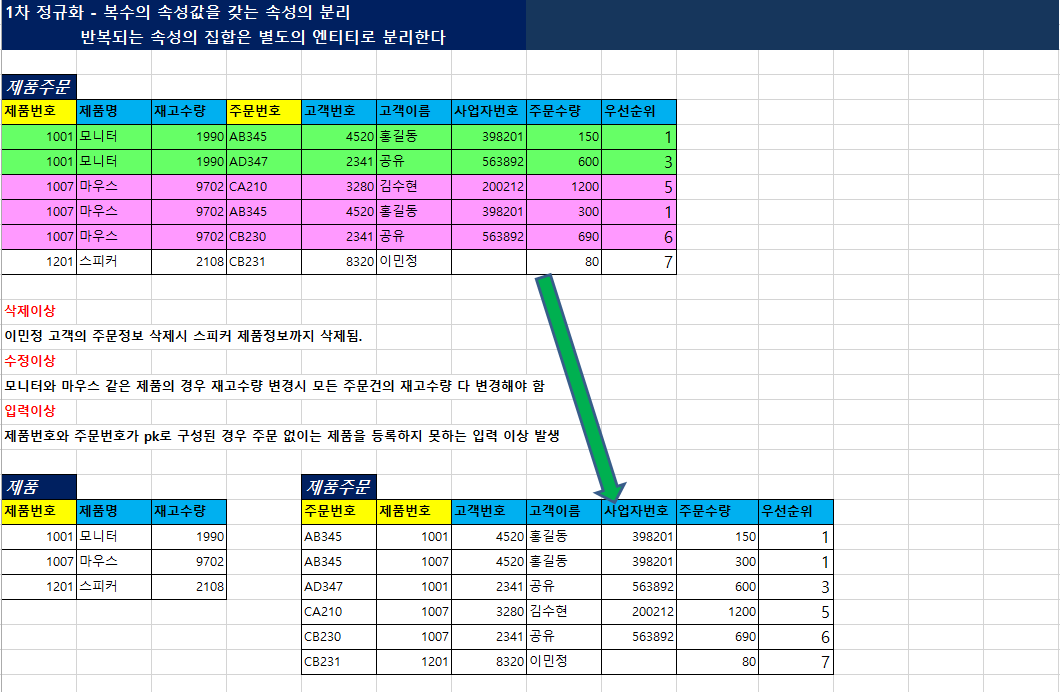 1차 정규화 - 복수의 속성값을 갖는 속성의 분리
반복되는 속성의 집합은 별도의 엔티티로 분리한다
제품주문
제품번호 제품명 재고수량 주문번호 고객번호 고객이름 사업자번호 주문수량 우선순위
1001 모니터 1990 AB345 4520 홍길동 398201 150 1
1001 모니터 1990 AD347 2341 공유 563892 600 3
1007 마우스 9702 CA210 3280 김수현 200212 1200 5
1007 마우스 9702 AB345 4520 홍길동 398201 300 1
1007 마우스 9702 CB230 2341 공유 563892 690 6
1201 스피커 2108 CB231 8320 이민정 80 7
삭제이상
이민정 고객의 주문정보 삭제시 스피커 제품정보까지 삭제됨.
수정이상
모니터와 마우스 같은 제품의 경우 재고수량 변경시 모든 주문건의 재고수량 다 변경해야 함
입력이상
제품번호와 주문번호가 pk로 구성된 경우 주문 없이는 제품을 등록하지 못하는 입력 이상 발생
제품
제품번호 제품명 재고수량
1001 모니터 1990
1007 마우스 9702
1201 스피커 2108
제품주문
주문번호 제품번호 고객번호 고객이름 사업자번호 주문수량 우선순위
AB345 1001 4520 홍길동 398201 150 1
AB345 1007 4520 홍길동 398201 300 1
AD347 1001 2341 공유 563892 600 3
CA210 1007 3280 김수현 200212 1200 5
CB230 1007 2341 공유 563892 690 6
CB231 1201 8320 이민정 80 7